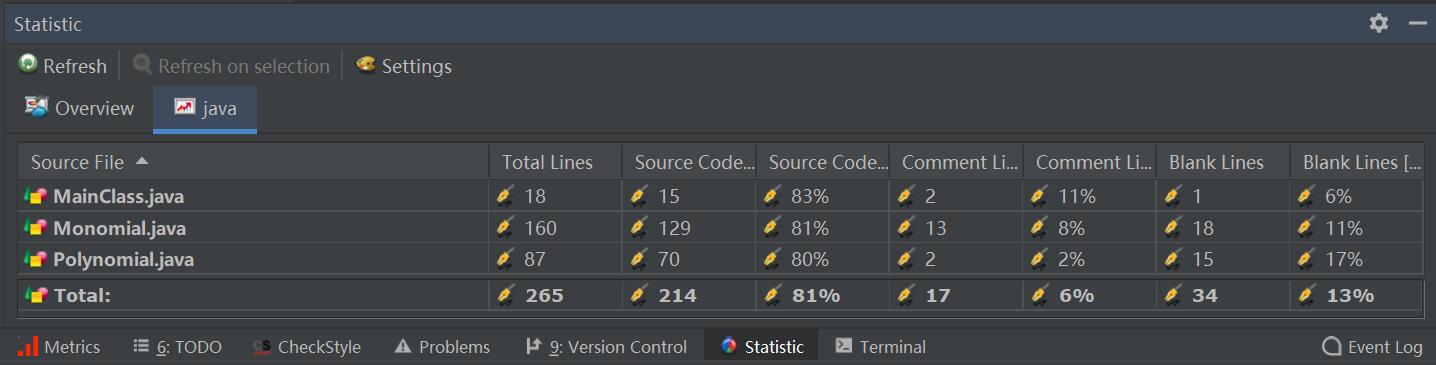 Statistic
Refresh Refresh on selection Settings
Overview java
Source File Total Lines Source Code... Source Code... Comment Li... Comment Li... Blank Lines Blank Lines [...
MainClass.java 18 15 83% 2 11% 1 6%
Monomial.java 160 129 81% 13 8% 18 11%
Polynomial.java 87 70 80% 2 2% 15 17%
Total: 265 214 81% 17 6% 34 13%
Metrics 6: TODO CS CheckStyle Problems 9: Version Control Statistic Terminal Event Log